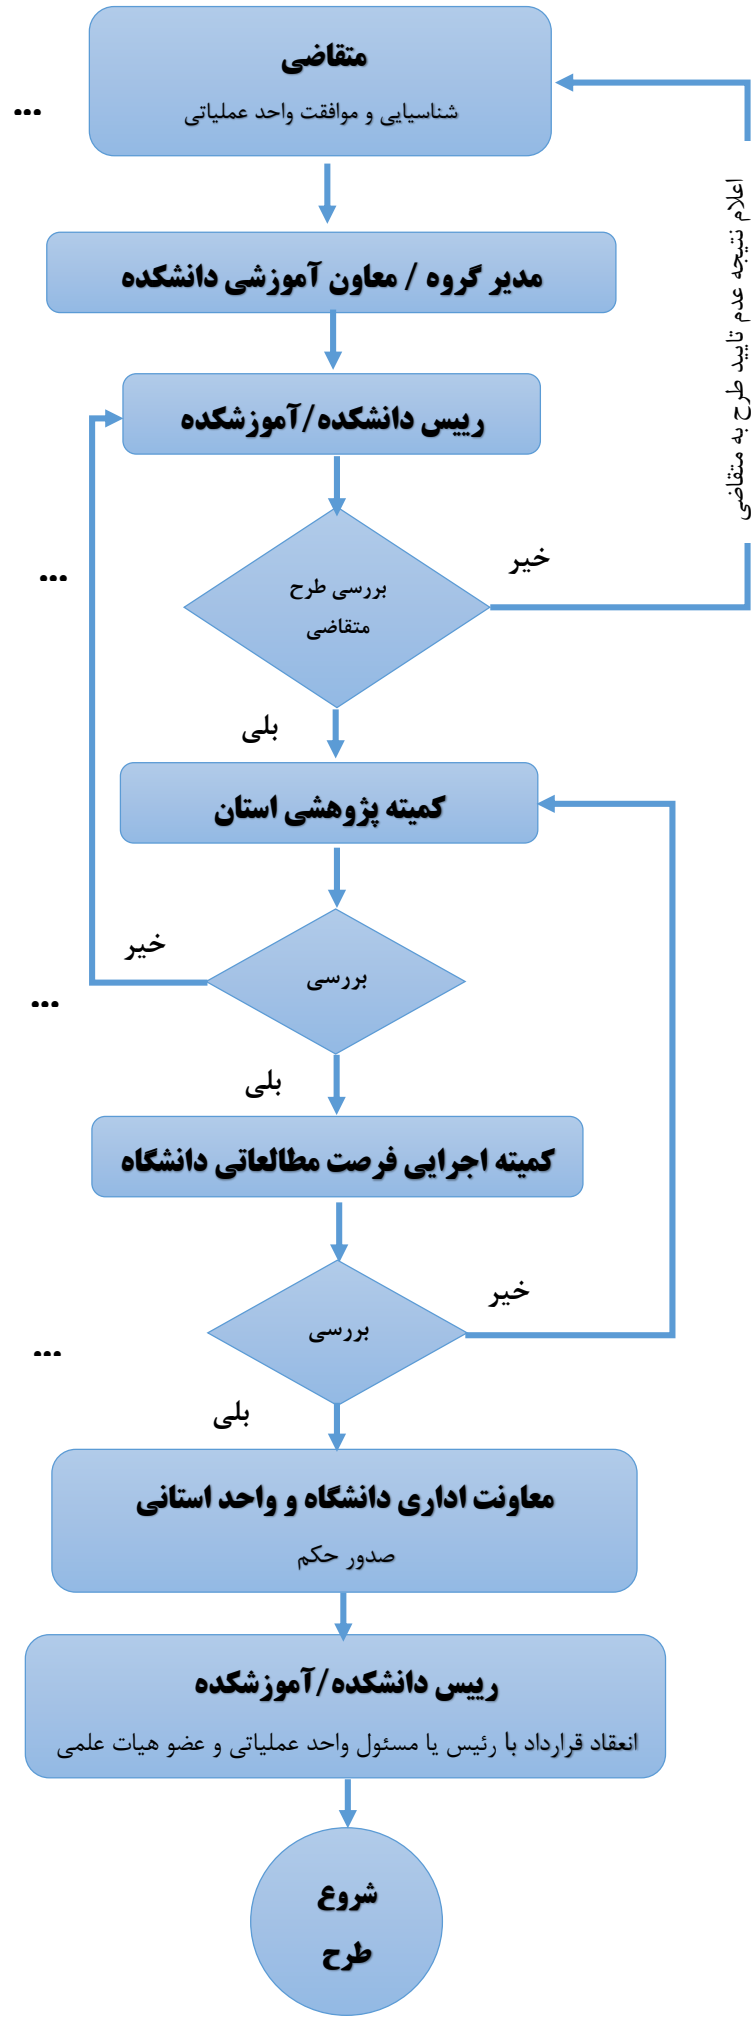 متقاضی
شناسیایی و موافقت واحد عملیاتی
...
اعلام نتیجه عدم تایید طرح به متقاضی
مدیر گروه / معاون آموزشی دانشکده
رییس دانشکده/آموزشکده
خیر
...
بررسی طرح
متقاضی
بلی
کمیته پژوهشی استان
خیر
بررسی
...
بلی
کمیته اجرایی فرصت مطالعاتی دانشگاه
خیر
بررسی
...
بلی
معاونت اداری دانشگاه و واحد استانی
صدور حکم
رییس دانشکده/آموزشکده
انعقاد قرارداد با رئیس یا مسئول واحد عملیاتی و عضو هیات علمی
شروع
طرح